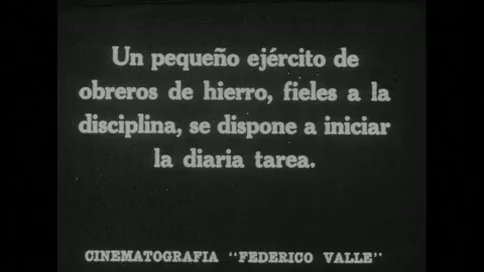 Un pequeño ejército de
obreros de hierro, fieles a la
disciplina, se dispone a iniciar
la diaria tarea.
CINEMATOGRAFIA "FEDERICO VALLE"